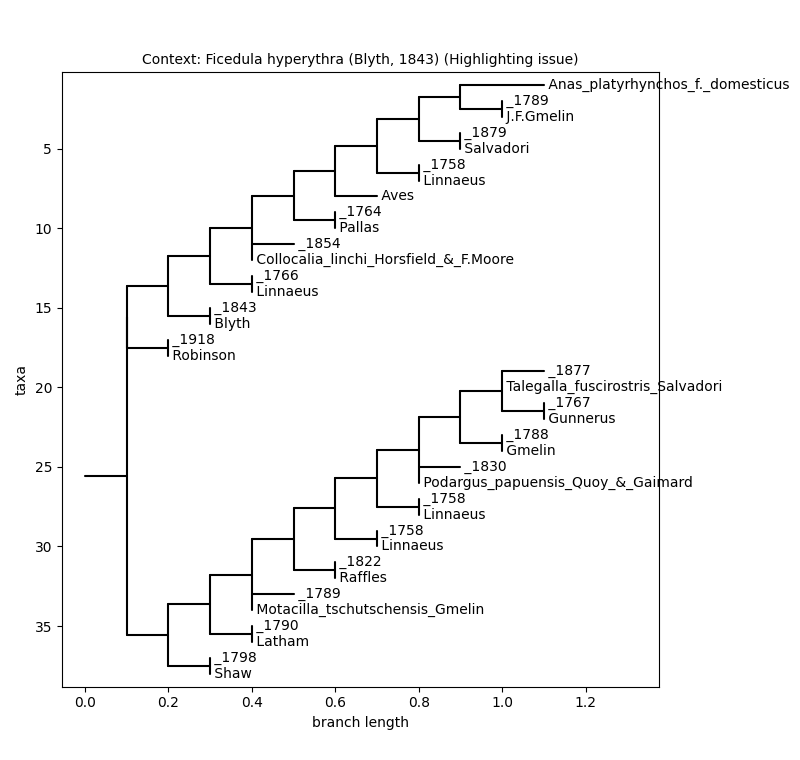 Context: Ficedula hyperythra (Blyth, 1843) (Highlighting issue)
Anas_platyrhynchos_f._domesticus
_1789
J.F.Gmelin
_1879
Salvadori
_1758
Linnaeus
Aves
_1764
Pallas
_1854
Collocalia_linchi_Horsfield_&_F.Moore
_1766
Linnaeus
_1843
Blyth
_1918
Robinson
_1877
Talegalla_fuscirostris_Salvadori
_1767
Gunnerus
_1788
Gmelin
_1830
Podargus_papuensis_Quoy_&_Gaimard
_1758
Linnaeus
_1758
Linnaeus
_1822
Raffles
_1789
Motacilla_tschutschensis_Gmelin
_1790
Latham
_1798
Shaw
5
10
15
20
25
30
35
taxa
0.0 0.2 0.4 0.6 0.8 1.0 1.2
branch length